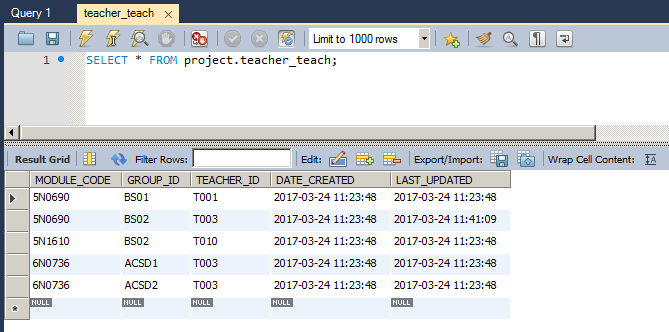 Query 1 teacher_teach
Limit to 1000 rows
1 SELECT * FROM project.teacher_teach;
Result Grid Filter Rows: Edit: Export/Import: Wrap Cell Content:
MODULE_CODE GROUP_ID TEACHER_ID DATE_CREATED LAST_UPDATED
5N0690 BS01 T001 2017-03-24 11:23:48 2017-03-24 11:23:48
5N0690 BS02 T003 2017-03-24 11:23:48 2017-03-24 11:41:09
5N1610 BS02 T010 2017-03-24 11:23:48 2017-03-24 11:23:48
6N0736 ACSD1 T003 2017-03-24 11:23:48 2017-03-24 11:23:48
6N0736 ACSD2 T003 2017-03-24 11:23:48 2017-03-24 11:23:48
NULL NULL NULL NULL NULL